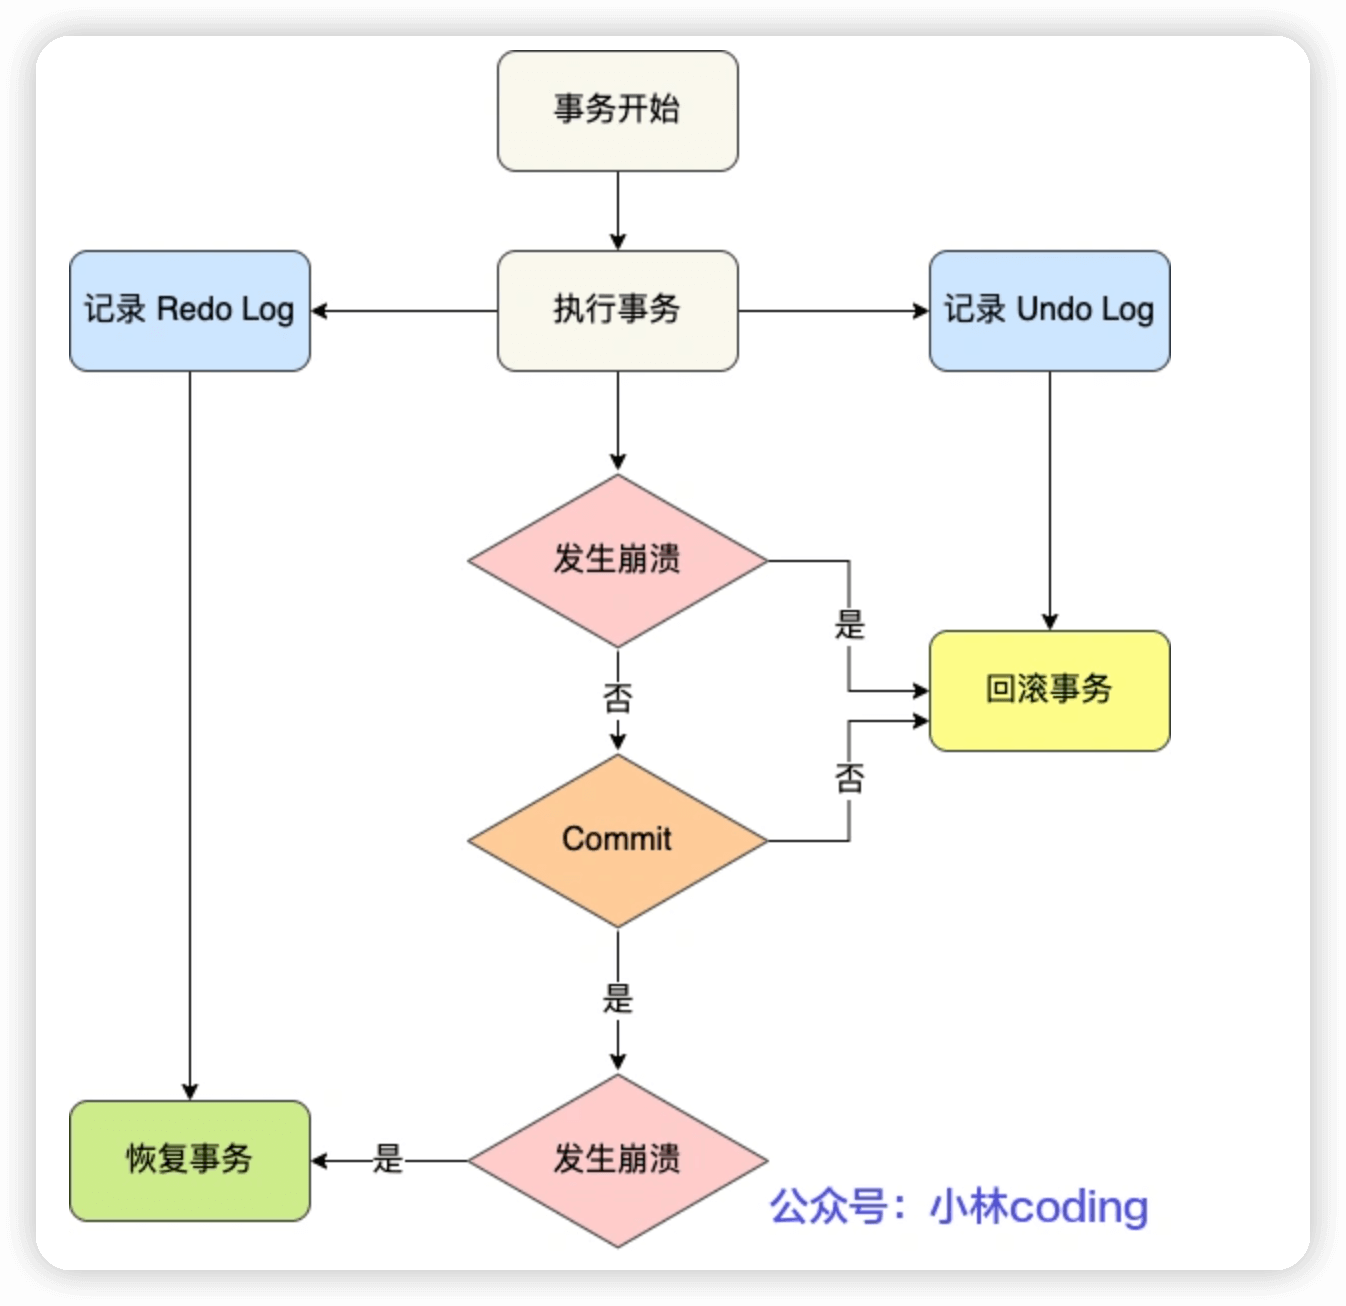 事务开始
记录 Redo Log
执行事务
记录 Undo Log
发生崩溃
是
否
回滚事务
否
Commit
是
恢复事务
是
发生崩溃
公众号：小林coding